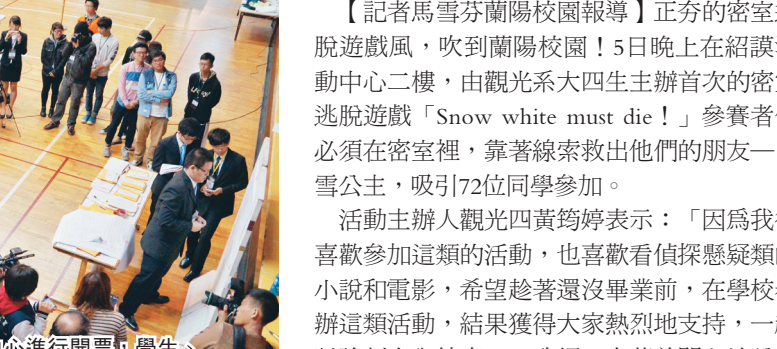 【記者馬雪芬蘭陽校園報導】正夯的密室
脫遊戲風，吹到蘭陽校園！5日晚上在紹謨
動中心二樓，由觀光系大四生主辦首次的密
逃脫遊戲「Snow white must die！」參賽者
必須在密室裡，靠著線索救出他們的朋友—
雪公主，吸引72位同學參加。
活動主辦人觀光四黃筠婷表示：「因為我
喜歡參加這類的活動，也喜歡看偵探懸疑類
小說和電影，希望趁著還沒畢業前，在學校
辦這類活動，結果獲得大家熱烈地支持，一
心進行開票，學生